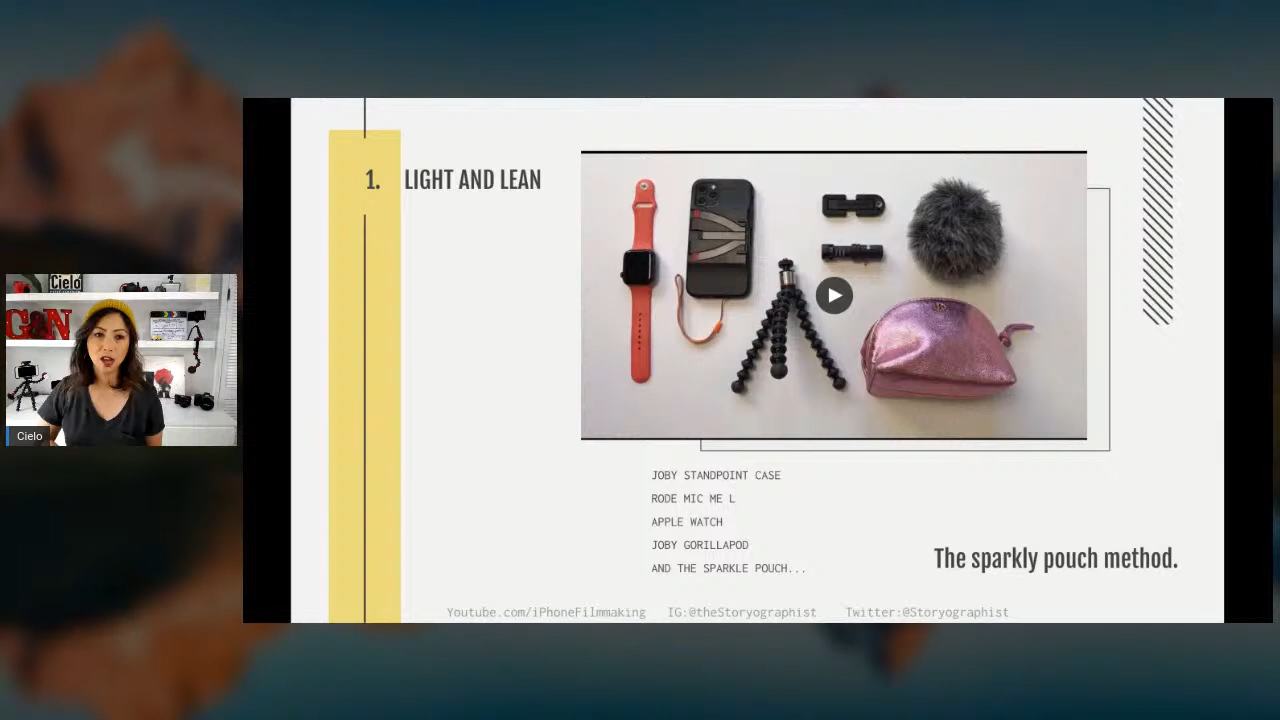 1. LIGHT AND LEAN
Cielo
G&N
Cielo
JOBY STANDPOINT CASE
RODE MIC ME L
APPLE WATCH
JOBY GORILLAPOD
AND THE SPARKLE POUCH...
The sparkly pouch method.
Youtube.com/iPhoneFilmmaking IG:@theStoryographist Twitter:@Storyographist